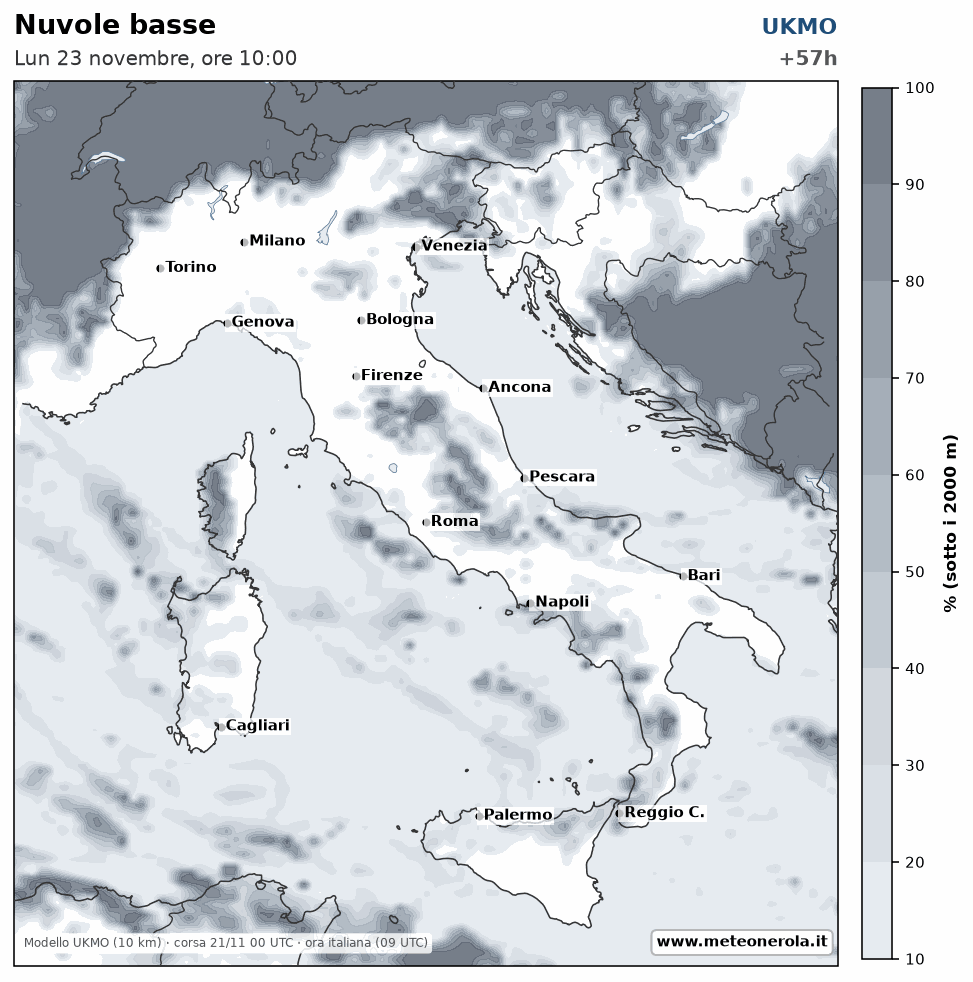 Nuvole basse
UKMO
Lun 23 novembre, ore 10:00
+57h
Milano
Venezia
Torino
Genova
Bologna
Firenze
Ancona
Pescara
Roma
Bari
Napoli
Cagliari
Palermo
Reggio C.
100
90
80
70
60
50
40
30
20
10
% (sotto i 2000 m)
Modello UKMO (10 km) · corsa 21/11 00 UTC · ora italiana (09 UTC)
www.meteonerola.it